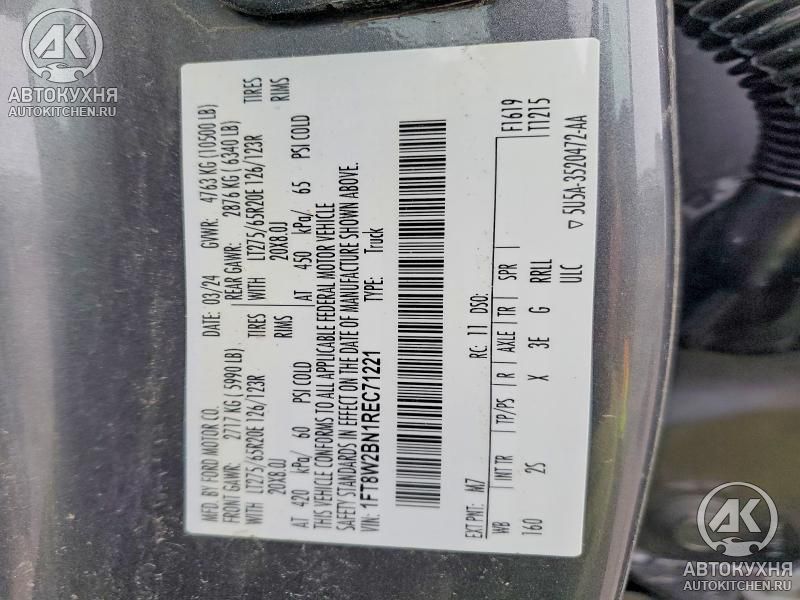 AK
АВТОКУХНЯ
AUTOKITCHEN.RU
MFD. BY FORD MOTOR CO.
DATE: 03/24 GVWR: 4763 KG (10500 LB)
FRONT GAWR: 2717 KG (5990 LB) REAR GAWR: 2876 KG (6340 LB)
WITH LT275/65R20E 126/123R TIRES WITH LT275/65R20E 126/123R TIRES
20X8.0J RIMS 20X8.0J RIMS
AT 420 kPa/ 60 PSI COLD AT 450 kPa/ 65 PSI COLD
THIS VEHICLE CONFORMS TO ALL APPLICABLE FEDERAL MOTOR VEHICLE
SAFETY STANDARDS IN EFFECT ON THE DATE OF MANUFACTURE SHOWN ABOVE.
VIN: 1FT8W2BN1REC71221 TYPE: Truck
F1619
T1215
EXT PNT: M7 RC: 11 DSO:
WB INT TR TP/PS R AXLE TR SPR
160 2S X 3E G RRLL
ULC
▽ 5U5A-3520472-AA
AK
АВТОКУХНЯ
AUTOKITCHEN.RU